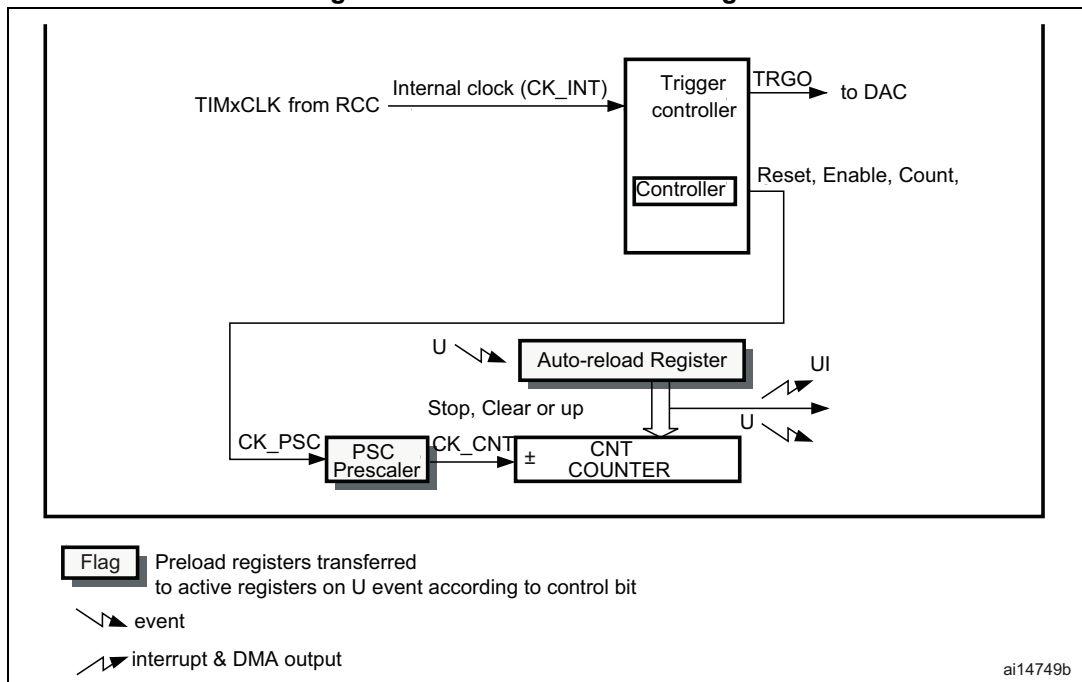 Internal clock (CK_INT)
TIMxCLK from RCC
Trigger
controller
TRGO
to DAC
Controller
Reset, Enable, Count,
U
Auto-reload Register
UI
Stop, Clear or up
U
CK_PSC
PSC
Prescaler
CK_CNT
±
CNT
COUNTER
Flag
Preload registers transferred
to active registers on U event according to control bit
event
interrupt & DMA output
ai14749b